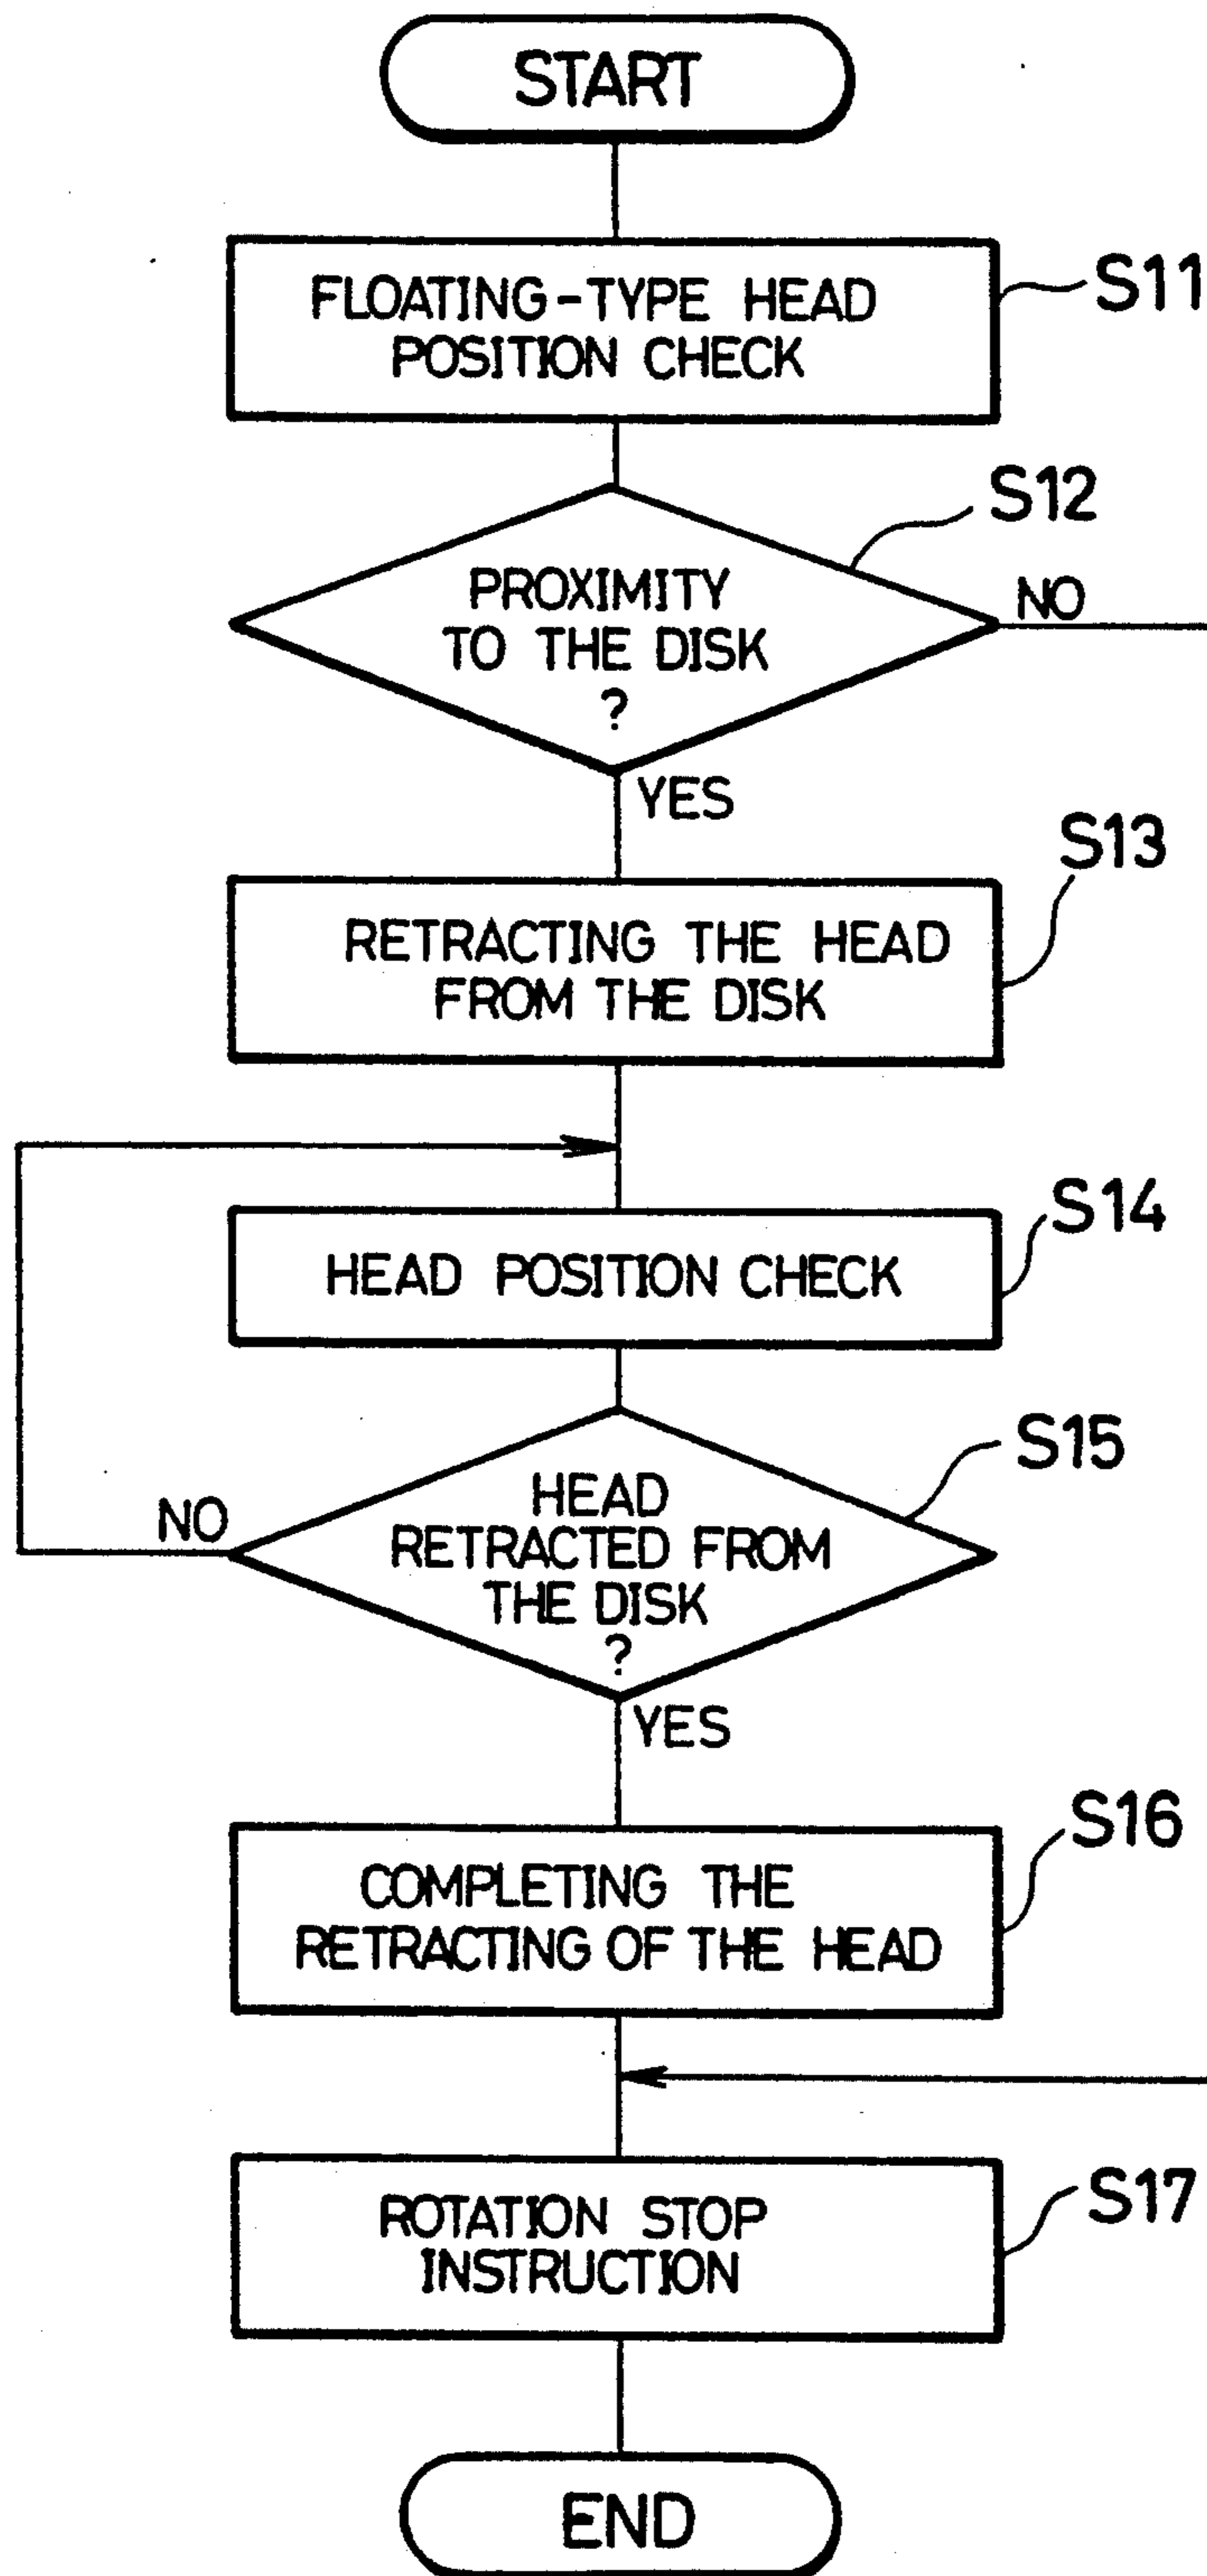 START
FLOATING-TYPE HEAD
POSITION CHECK
S11
S12
PROXIMITY
TO THE DISK
?
NO
YES
S13
RETRACTING THE HEAD
FROM THE DISK
S14
HEAD POSITION CHECK
S15
HEAD
RETRACTED FROM
THE DISK
?
NO
YES
S16
COMPLETING THE
RETRACTING OF THE HEAD
S17
ROTATION STOP
INSTRUCTION
END